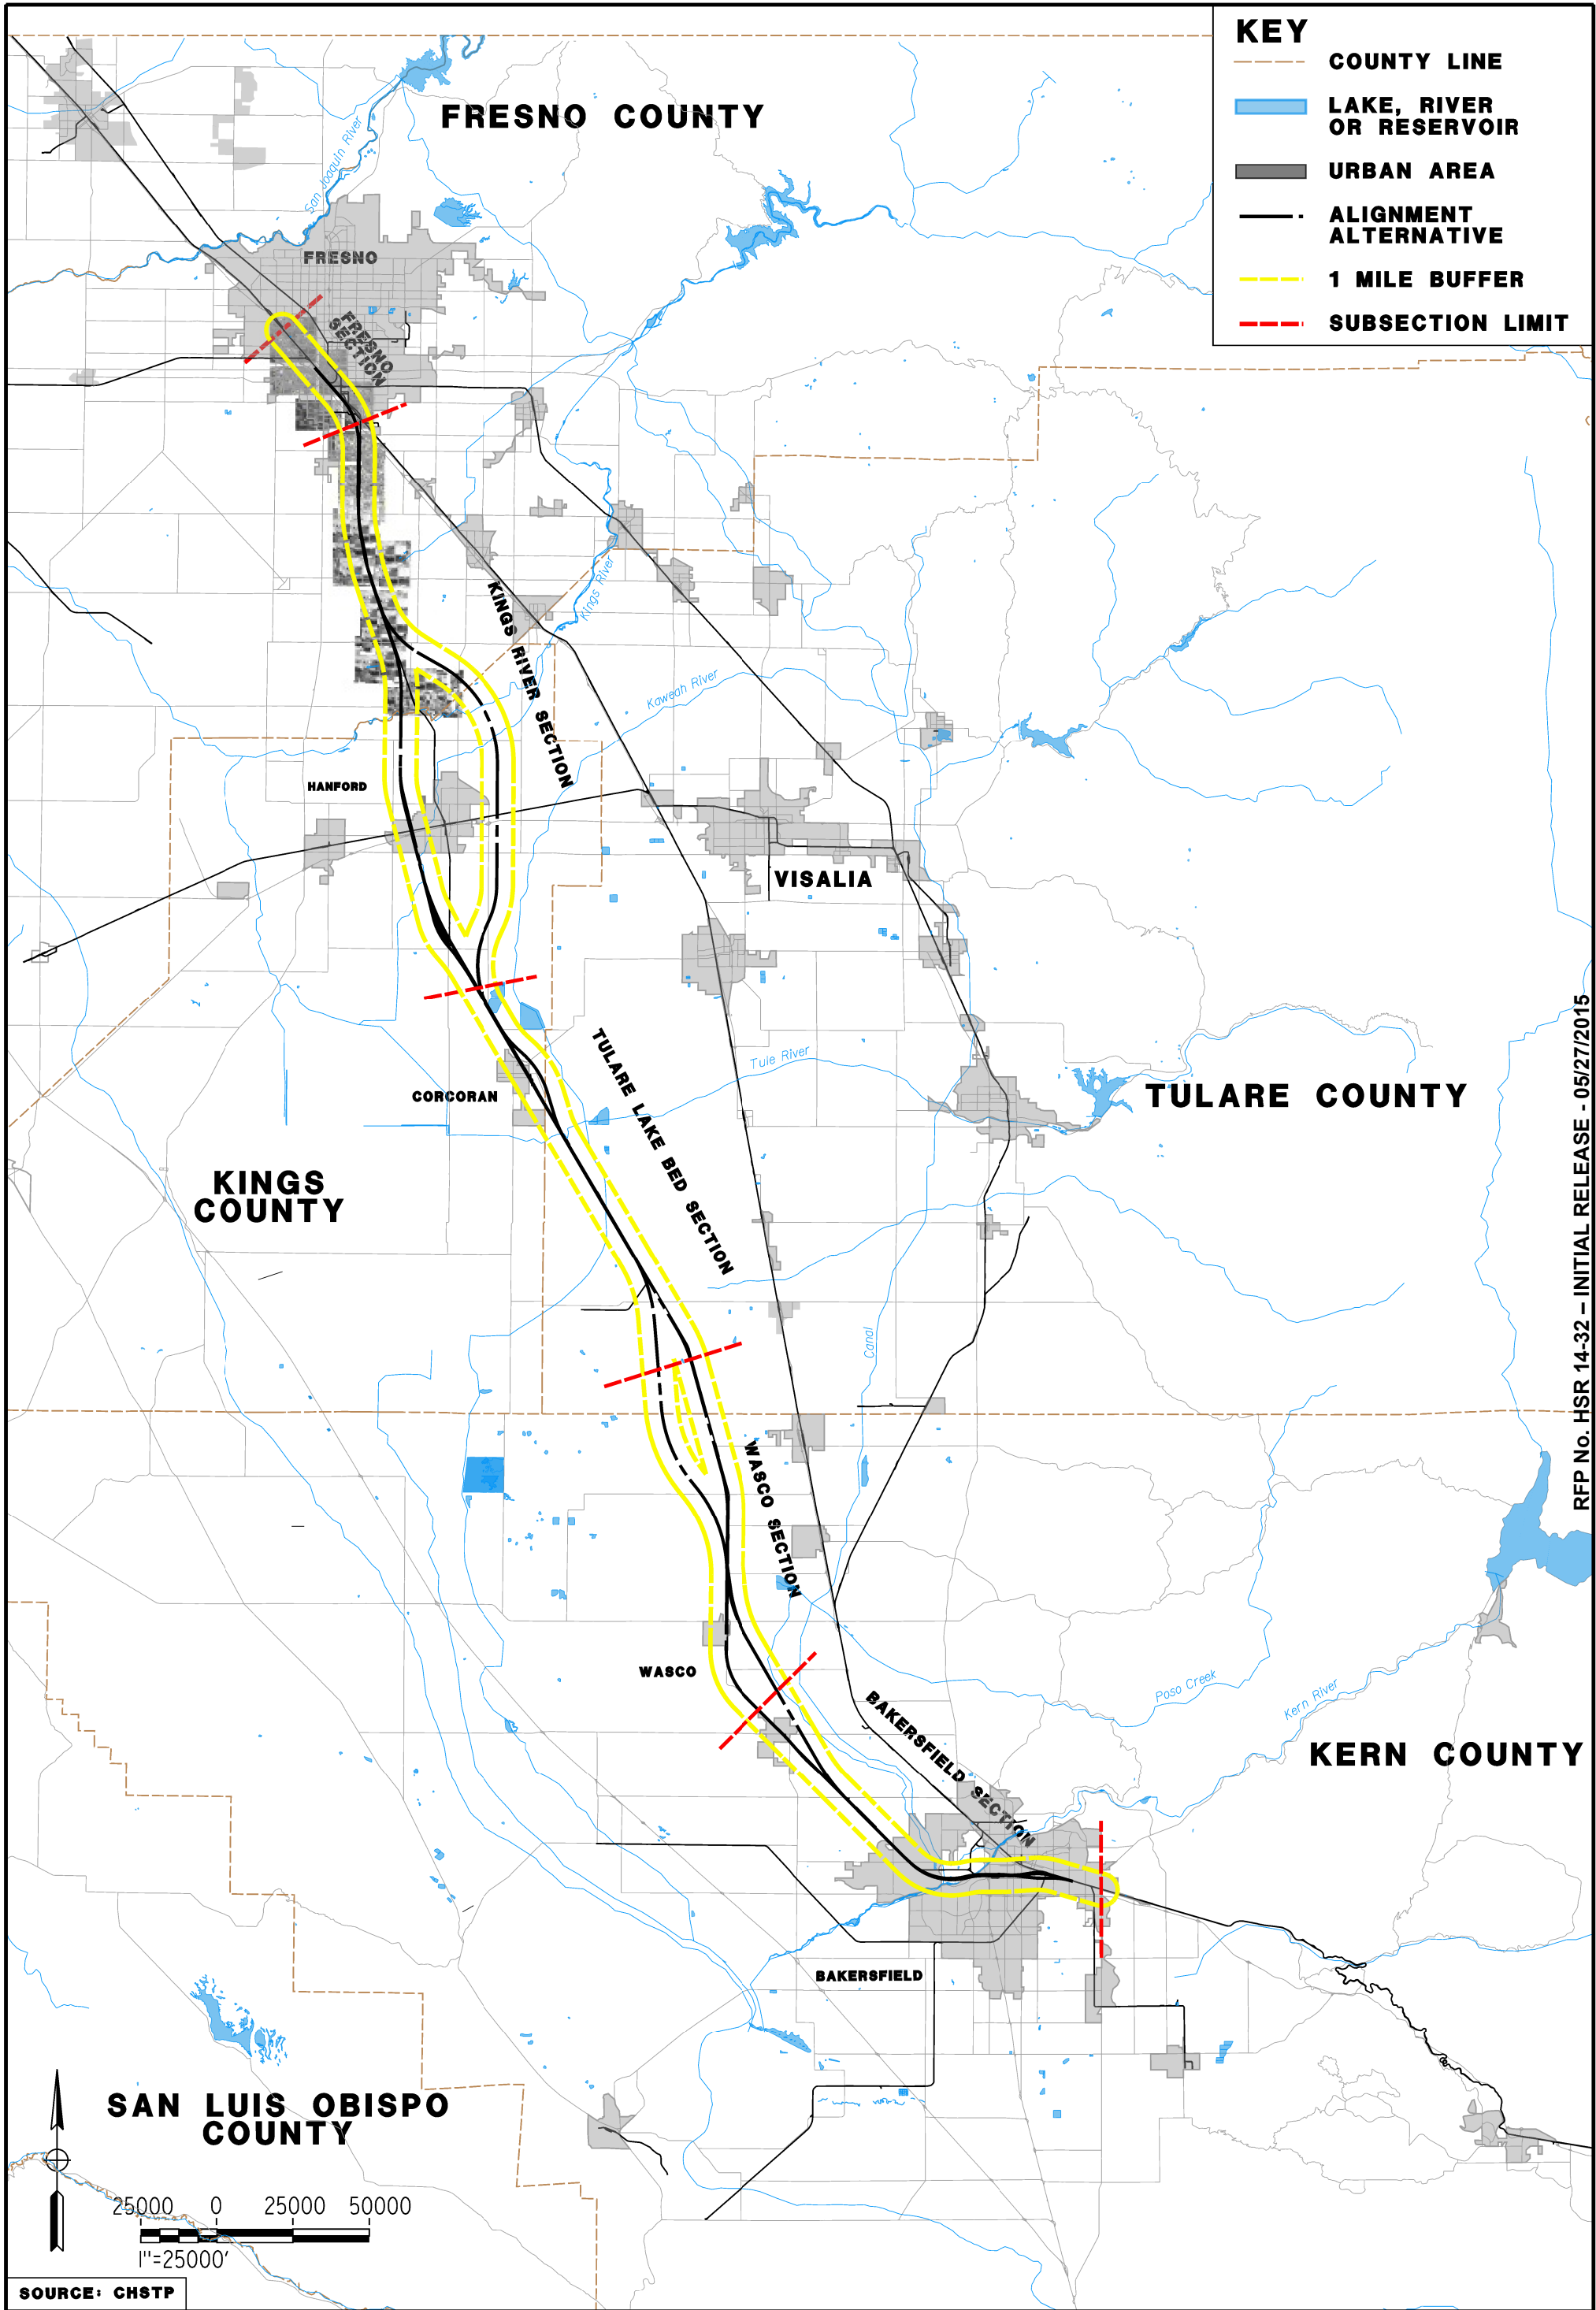 KEY
COUNTY LINE
LAKE, RIVER
OR RESERVOIR
URBAN AREA
ALIGNMENT
ALTERNATIVE
1 MILE BUFFER
SUBSECTION LIMIT
FRESNO COUNTY
San Joaquin River
FRESNO
FRESNO
SECTION
KINGS RIVER SECTION
Kings River
Kaweah River
HANFORD
VISALIA
TULARE LAKE BED SECTION
Tule River
CORCORAN
TULARE COUNTY
KINGS
COUNTY
Canal
WASCO SECTION
WASCO
BAKERSFIELD SECTION
Poso Creek
Kern River
KERN COUNTY
BAKERSFIELD
SAN LUIS OBISPO
COUNTY
25000 0 25000 50000
1"=25000'
SOURCE: CHSTP
RFP No. HSR 14-32 – INITIAL RELEASE - 05/27/2015